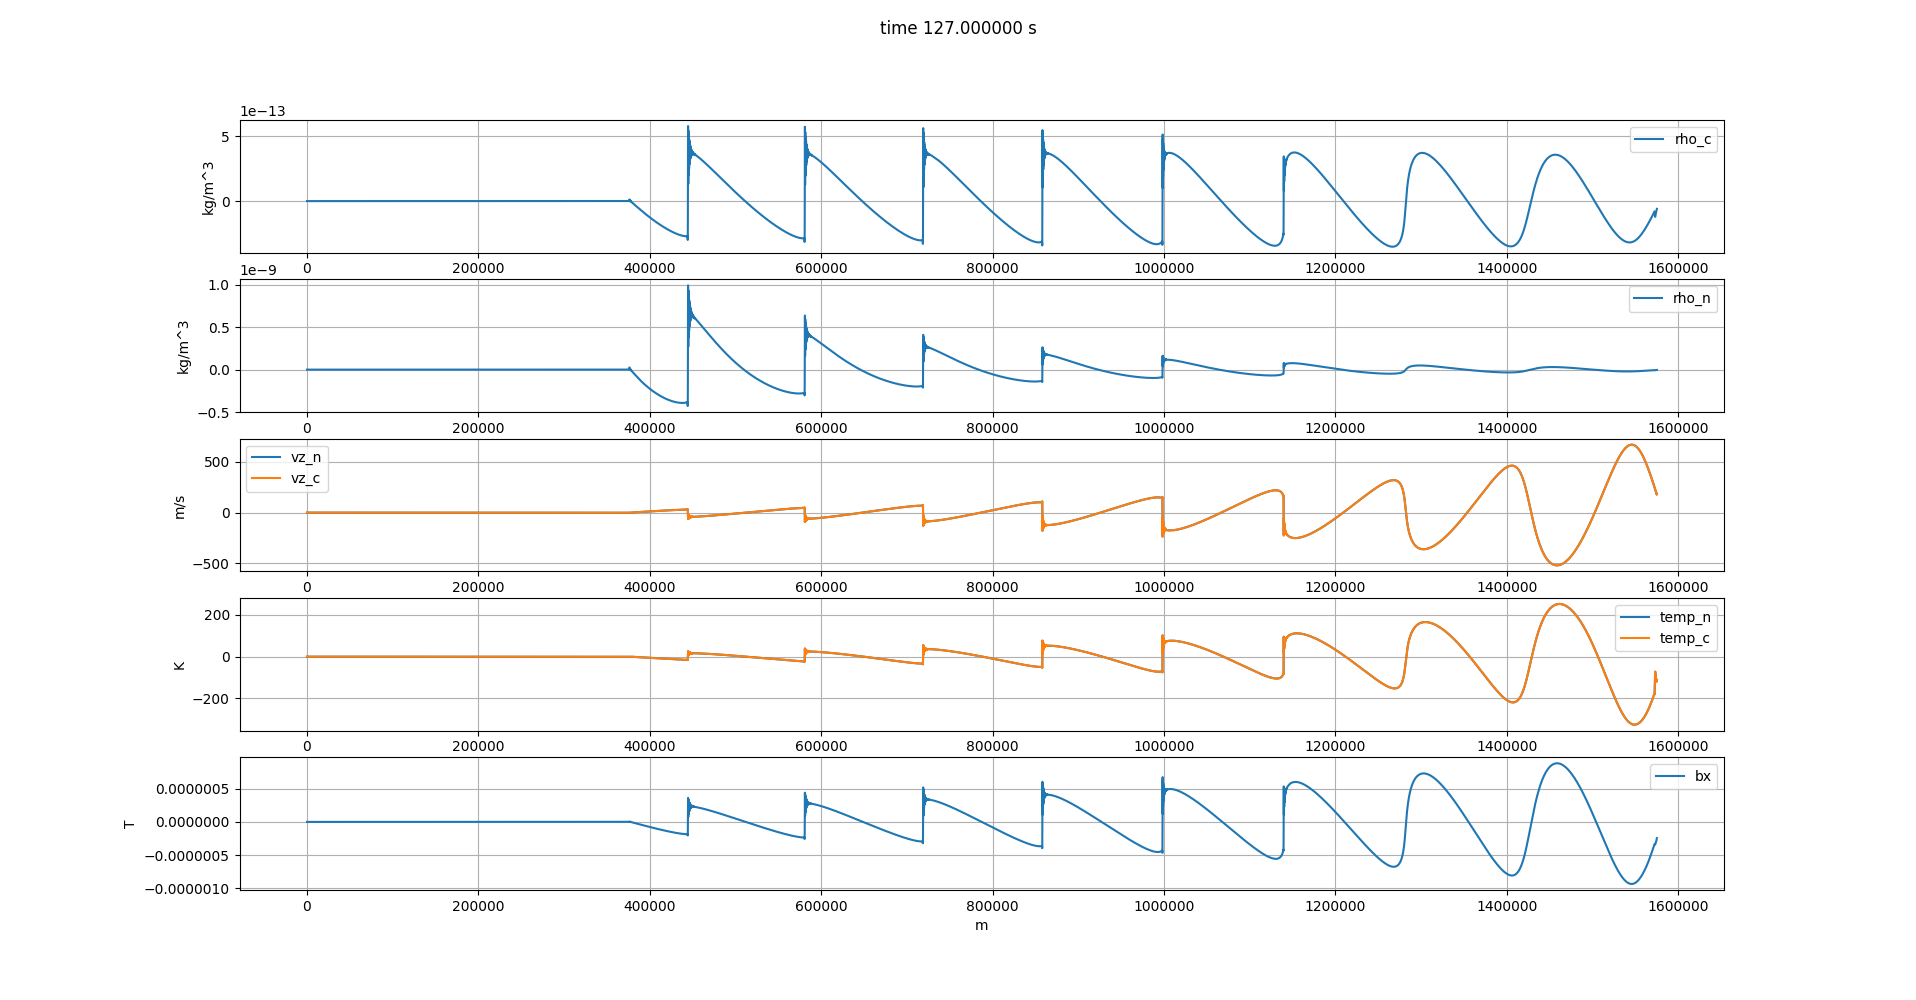 time 127.000000 s
1e−13
5
0
kg/m^3
rho_c
0 200000 400000 600000 800000 1000000 1200000 1400000 1600000
1e−9
1.0
0.5
0.0
−0.5
kg/m^3
rho_n
0 200000 400000 600000 800000 1000000 1200000 1400000 1600000
500
0
−500
m/s
vz_n
vz_c
0 200000 400000 600000 800000 1000000 1200000 1400000 1600000
200
0
−200
K
temp_n
temp_c
0 200000 400000 600000 800000 1000000 1200000 1400000 1600000
0.0000005
0.0000000
−0.0000005
−0.0000010
T
bx
0 200000 400000 600000 800000 1000000 1200000 1400000 1600000
m